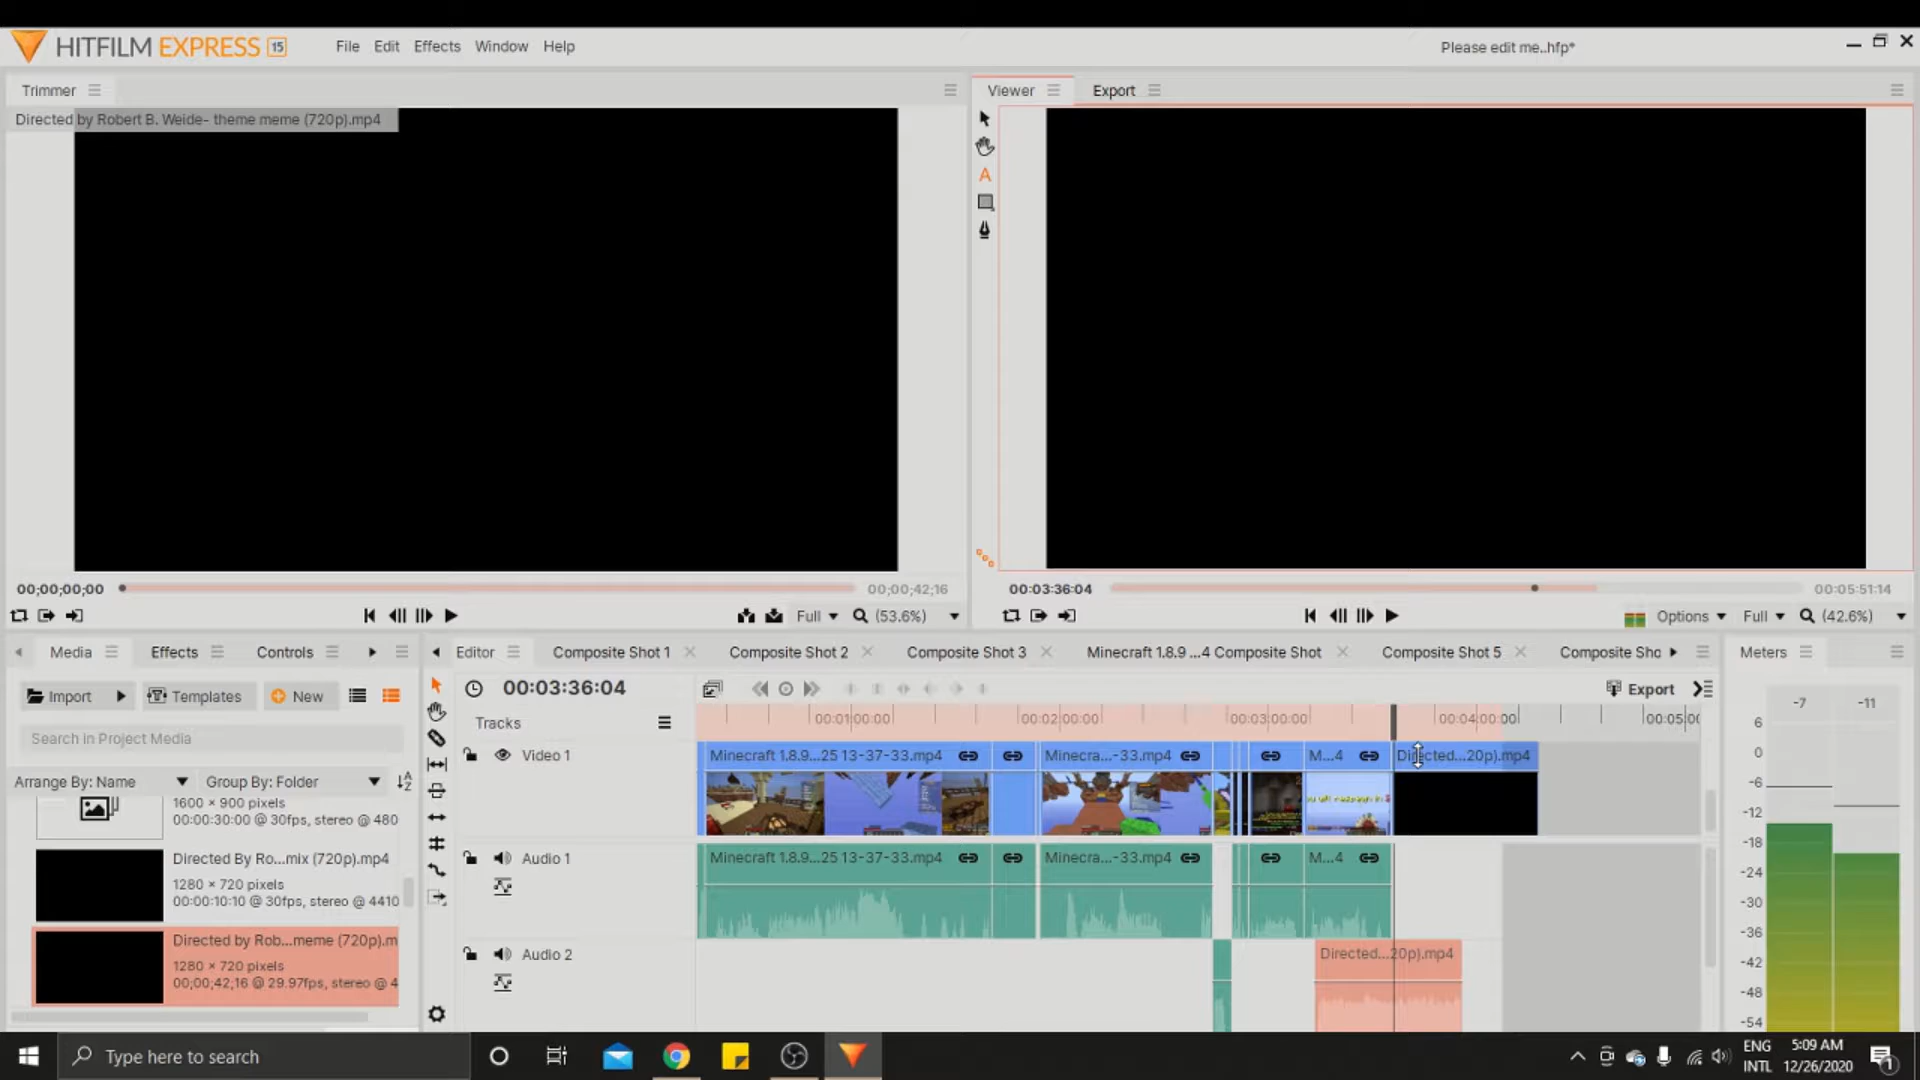 HITFILM EXPRESS 15 File Edit Effects Window Help Please edit me..hfp*
Trimmer Viewer Export
Directed by Robert B. Weide- theme meme (720p).mp4
A
00;00;00;00 00;00;42;16 00:03:36:04 00:05:51:14
Full (53.6%) Options Full (42.6%)
Media Effects Controls Editor Composite Shot 1 Composite Shot 2 Composite Shot 3 Minecraft 1.8.9 ...4 Composite Shot Composite Shot 5 Composite Sho Meters
Import Templates New 00:03:36:04 Export -7 -11
Tracks 00:01:00:00 00:02:00:00 00:03:00:00 00:04:00:00 00:05:0
Search in Project Media
Arrange By: Name Group By: Folder
Video 1 Minecraft 1.8.9...25 13-37-33.mp4 Minecra...-33.mp4 M...4 Directed...20p).mp4
1600 × 900 pixels
00:00:30:00 @ 30fps, stereo @ 480
Directed By Ro...mix (720p).mp4
1280 × 720 pixels
00:00:10:10 @ 30fps, stereo @ 4410
Audio 1 Minecraft 1.8.9...25 13-37-33.mp4 Minecra...-33.mp4 M...4
Directed by Rob...meme (720p).m
1280 × 720 pixels
00;00;42;16 @ 29.97fps, stereo @ 4
Audio 2 Directed...20p).mp4
6
0
-6
-12
-18
-24
-30
-36
-42
-48
-54
Type here to search
ENG
INTL
5:09 AM
12/26/2020
1